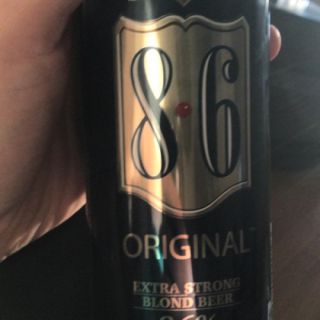 8.6
ORIGINAL
EXTRA STRONG
BLOND BEER